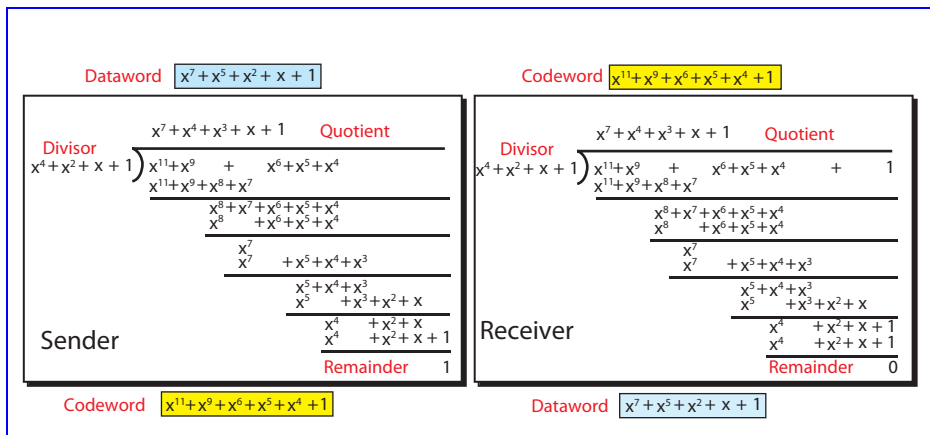 Dataword x⁷ + x⁵ + x² + x + 1
x⁷ + x⁴ + x³ + x + 1 Quotient
Divisor
x⁴ + x² + x + 1 x¹¹+ x⁹ + x⁶+ x⁵+ x⁴
x¹¹+ x⁹ + x⁸ + x⁷
x⁸ + x⁷ + x⁶+ x⁵+ x⁴
x⁸ + x⁶+ x⁵+ x⁴
x⁷
x⁷ + x⁵+ x⁴+ x³
x⁵+ x⁴+ x³
x⁵ + x³+ x² + x
x⁴ + x² + x
x⁴ + x² + x + 1
Sender
Remainder 1
Codeword x¹¹+ x⁹ + x⁶ + x⁵ + x⁴ + 1
Codeword x¹¹+ x⁹ + x⁶ + x⁵ + x⁴ + 1
x⁷ + x⁴ + x³ + x + 1 Quotient
Divisor
x⁴ + x² + x + 1 x¹¹+ x⁹ + x⁶+ x⁵+ x⁴ + 1
x¹¹+ x⁹ + x⁸ + x⁷
x⁸ + x⁷ + x⁶+ x⁵+ x⁴
x⁸ + x⁶+ x⁵+ x⁴
x⁷
x⁷ + x⁵+ x⁴+ x³
x⁵+ x⁴+ x³
x⁵ + x³+ x² + x
x⁴ + x² + x + 1
x⁴ + x² + x + 1
Receiver
Remainder 0
Dataword x⁷ + x⁵ + x² + x + 1